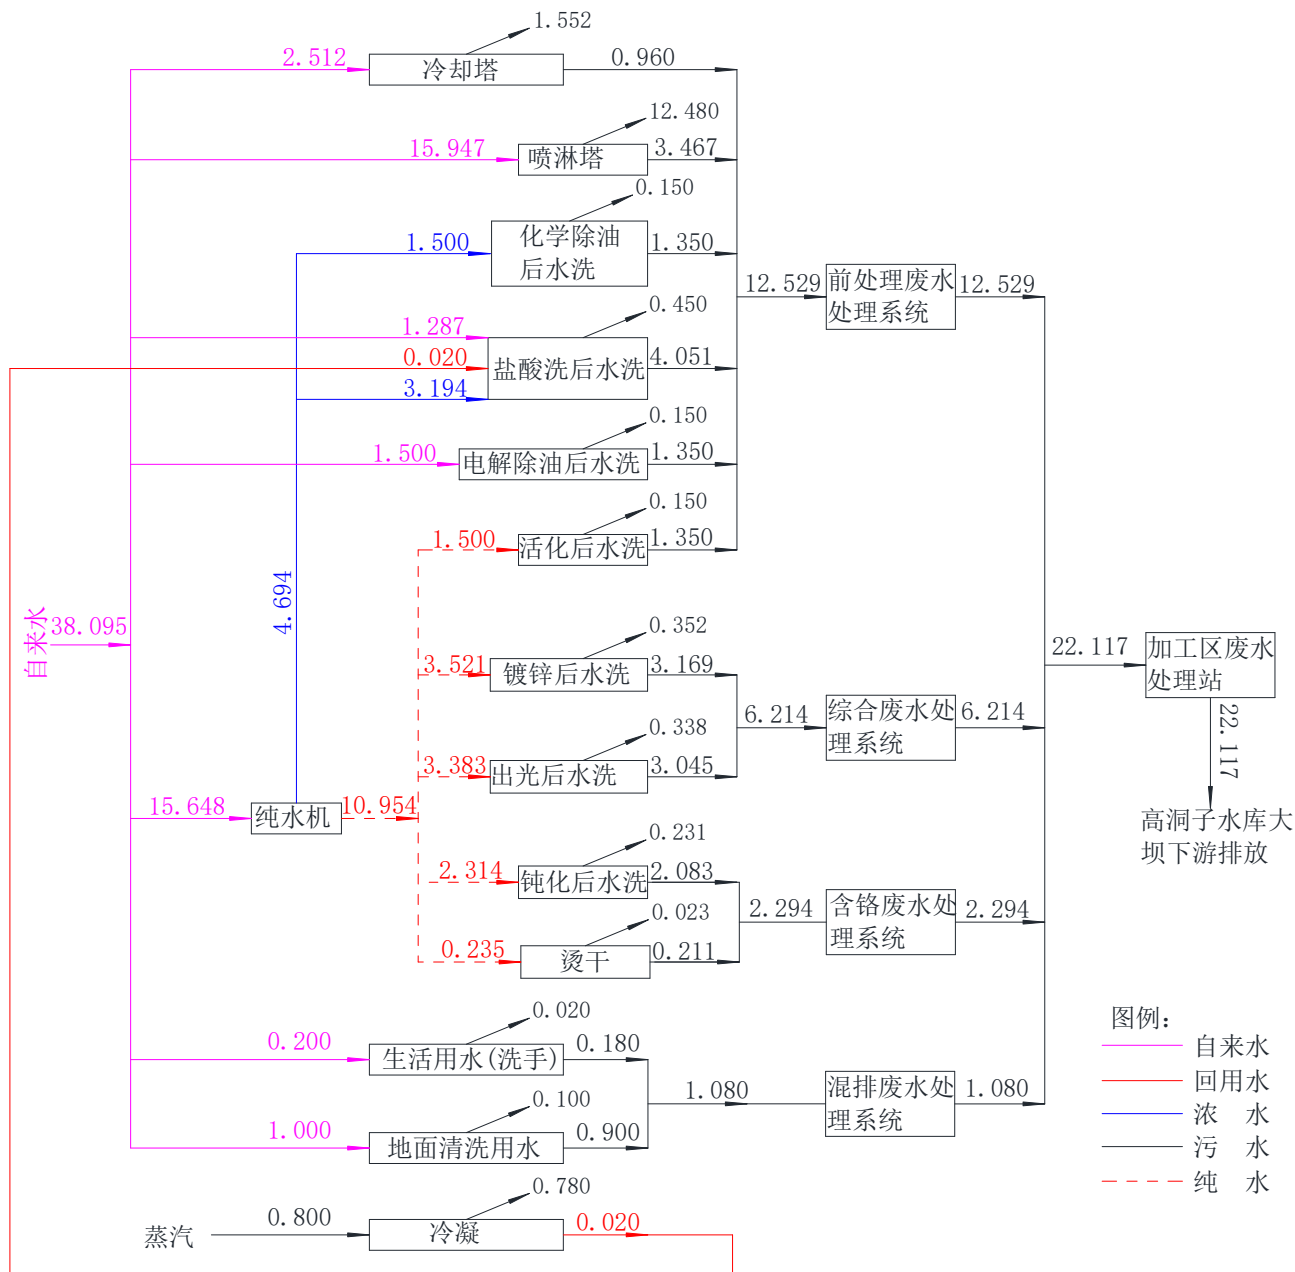 1.552
2.512
冷却塔
0.960
12.480
15.947
喷淋塔
3.467
0.150
1.500
化学除油
后水洗
1.350
12.529
前处理废水
处理系统
12.529
0.450
1.287
0.020
3.194
盐酸洗后水洗
4.051
0.150
1.500
电解除油后水洗
1.350
0.150
1.500
活化后水洗
1.350
4.694
自来水
38.095
0.352
3.521
镀锌后水洗
3.169
6.214
综合废水处
理系统
6.214
22.117
加工区废水
处理站
22.117
高洞子水库大
坝下游排放
0.338
3.383
出光后水洗
3.045
15.648
纯水机
10.954
0.231
2.314
钝化后水洗
2.083
2.294
含铬废水处
理系统
2.294
0.023
0.235
烫干
0.211
0.020
0.200
生活用水(洗手)
0.180
1.080
混排废水处
理系统
1.080
0.100
1.000
地面清洗用水
0.900
0.780
蒸汽
0.800
冷凝
0.020
图例：
自来水
回用水
浓 水
污 水
纯 水